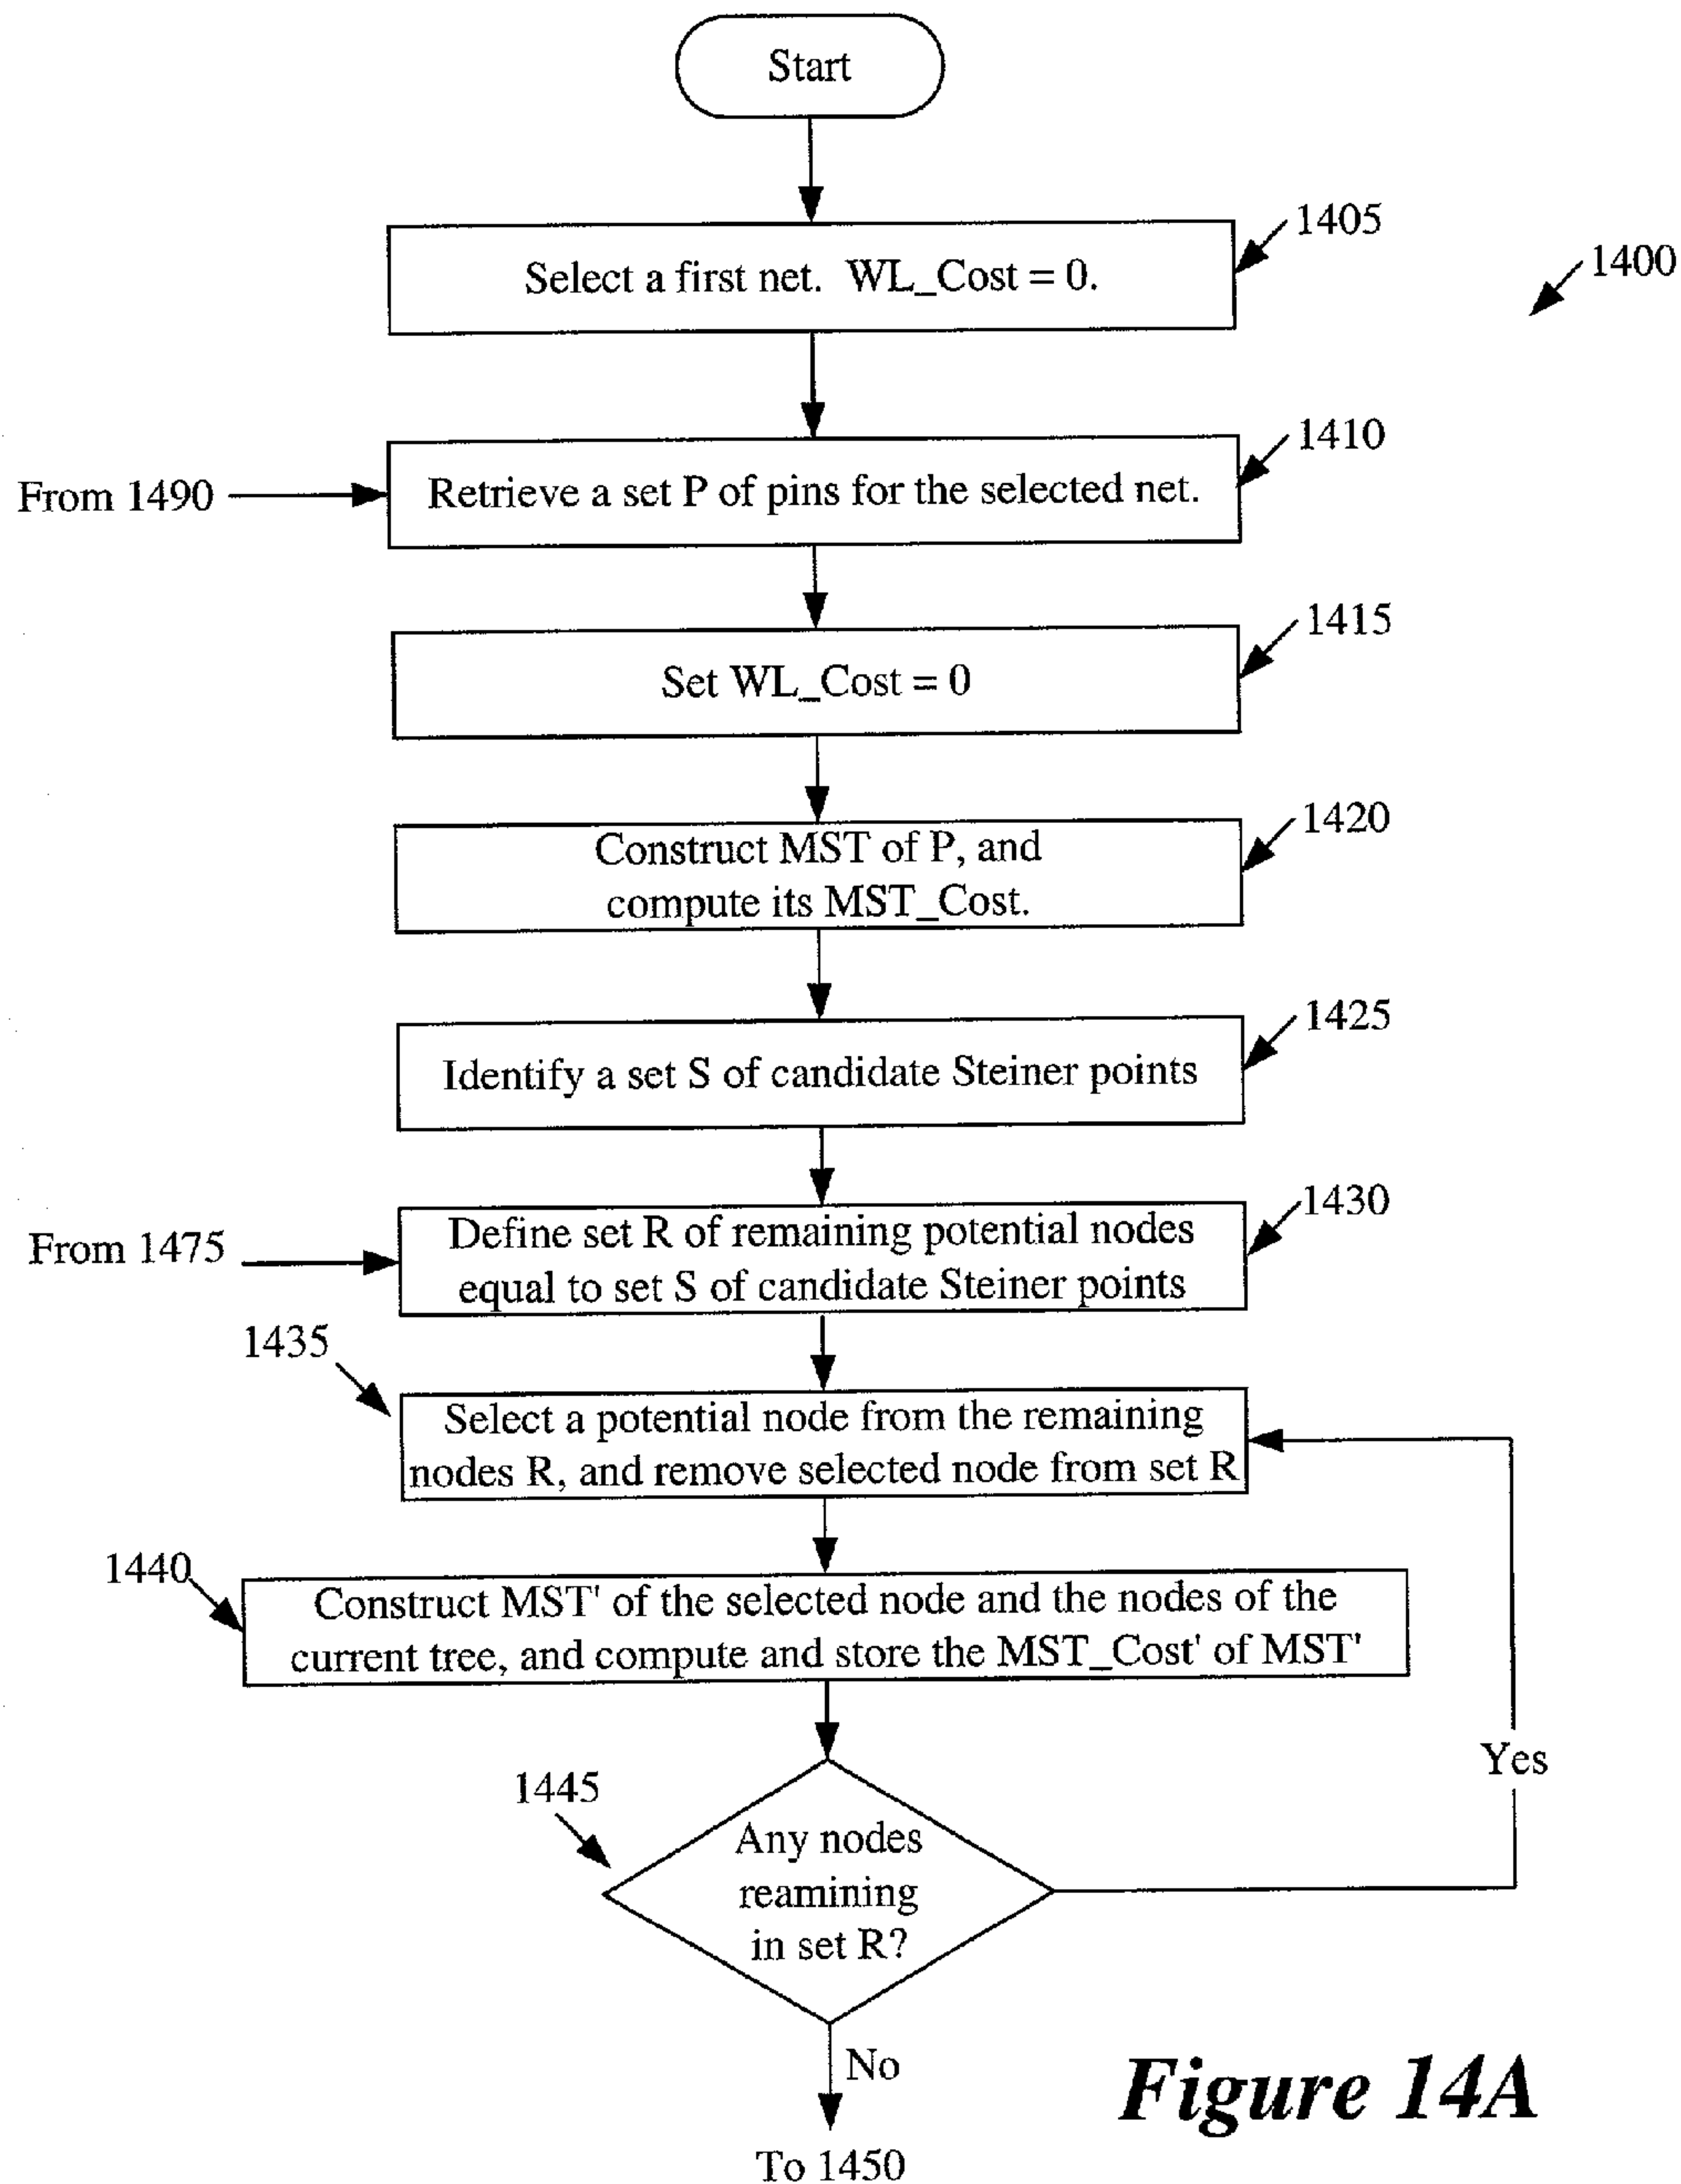 Start
1405
Select a first net. WL_Cost = 0.
1400
1410
From 1490
Retrieve a set P of pins for the selected net.
1415
Set WL_Cost = 0
1420
Construct MST of P, and
compute its MST_Cost.
1425
Identify a set S of candidate Steiner points
1430
From 1475
Define set R of remaining potential nodes
equal to set S of candidate Steiner points
1435
Select a potential node from the remaining
nodes R, and remove selected node from set R
1440
Construct MST' of the selected node and the nodes of the
current tree, and compute and store the MST_Cost' of MST'
Yes
1445
Any nodes
reamining
in set R?
No
Figure 14A
To 1450